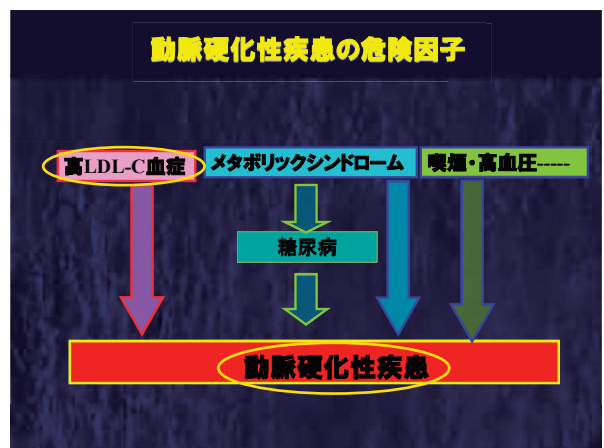 動脈硬化性疾患の危険因子
高LDL-C血症
メタボリックシンドローム
喫煙・高血圧-----
糖尿病
動脈硬化性疾患